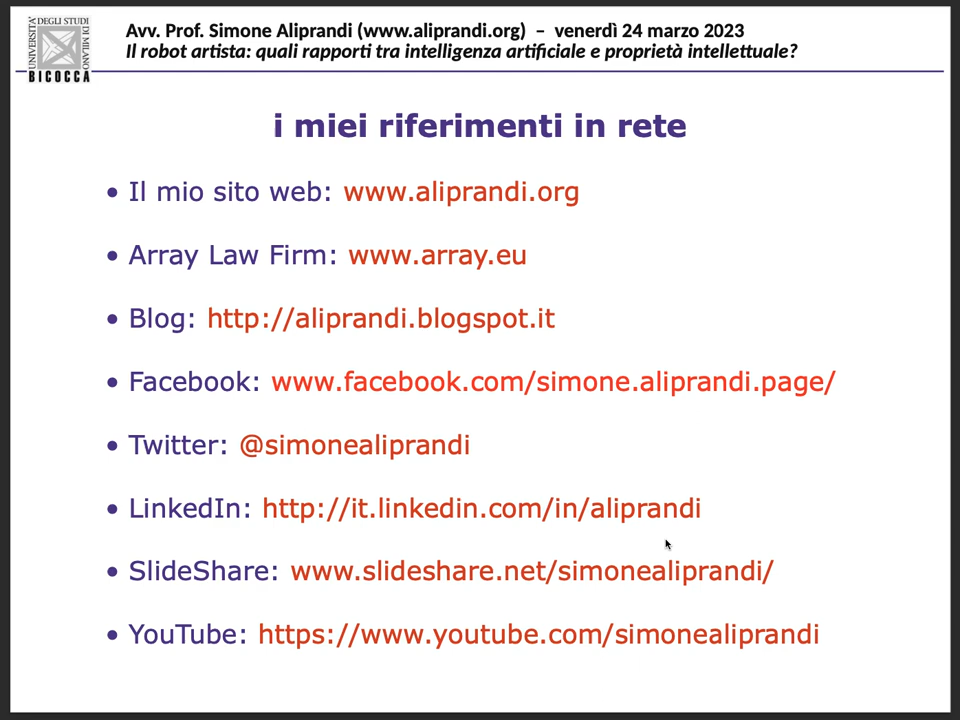 UNIVERSITÀ DEGLI STUDI DI MILANO
BICOCCA
Avv. Prof. Simone Aliprandi (www.aliprandi.org) – venerdì 24 marzo 2023
Il robot artista: quali rapporti tra intelligenza artificiale e proprietà intellettuale?
i miei riferimenti in rete
• Il mio sito web: www.aliprandi.org
• Array Law Firm: www.array.eu
• Blog: http://aliprandi.blogspot.it
• Facebook: www.facebook.com/simone.aliprandi.page/
• Twitter: @simonealiprandi
• LinkedIn: http://it.linkedin.com/in/aliprandi
• SlideShare: www.slideshare.net/simonealiprandi/
• YouTube: https://www.youtube.com/simonealiprandi